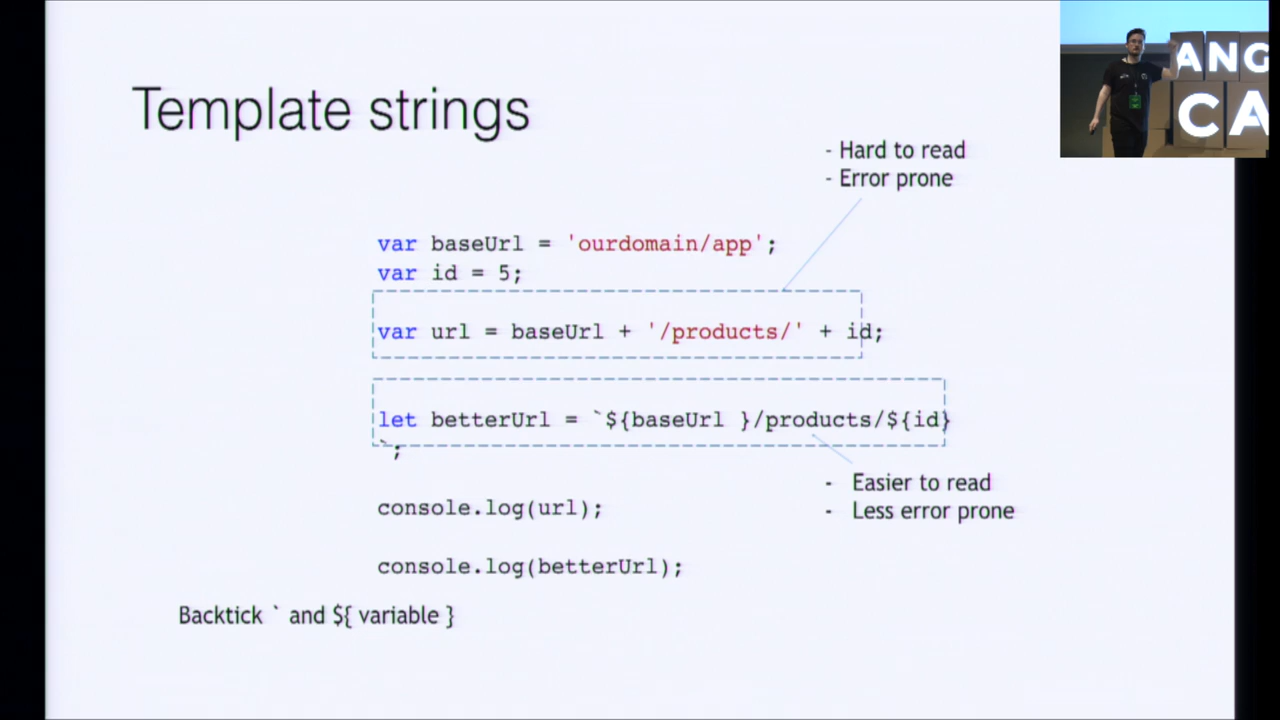 Template strings
ANG
CA
- Hard to read
- Error prone
var baseUrl = 'ourdomain/app';
var id = 5;
var url = baseUrl + '/products/' + id;
let betterUrl = `${baseUrl }/products/${id}
`;
- Easier to read
- Less error prone
console.log(url);
console.log(betterUrl);
Backtick ` and ${ variable }